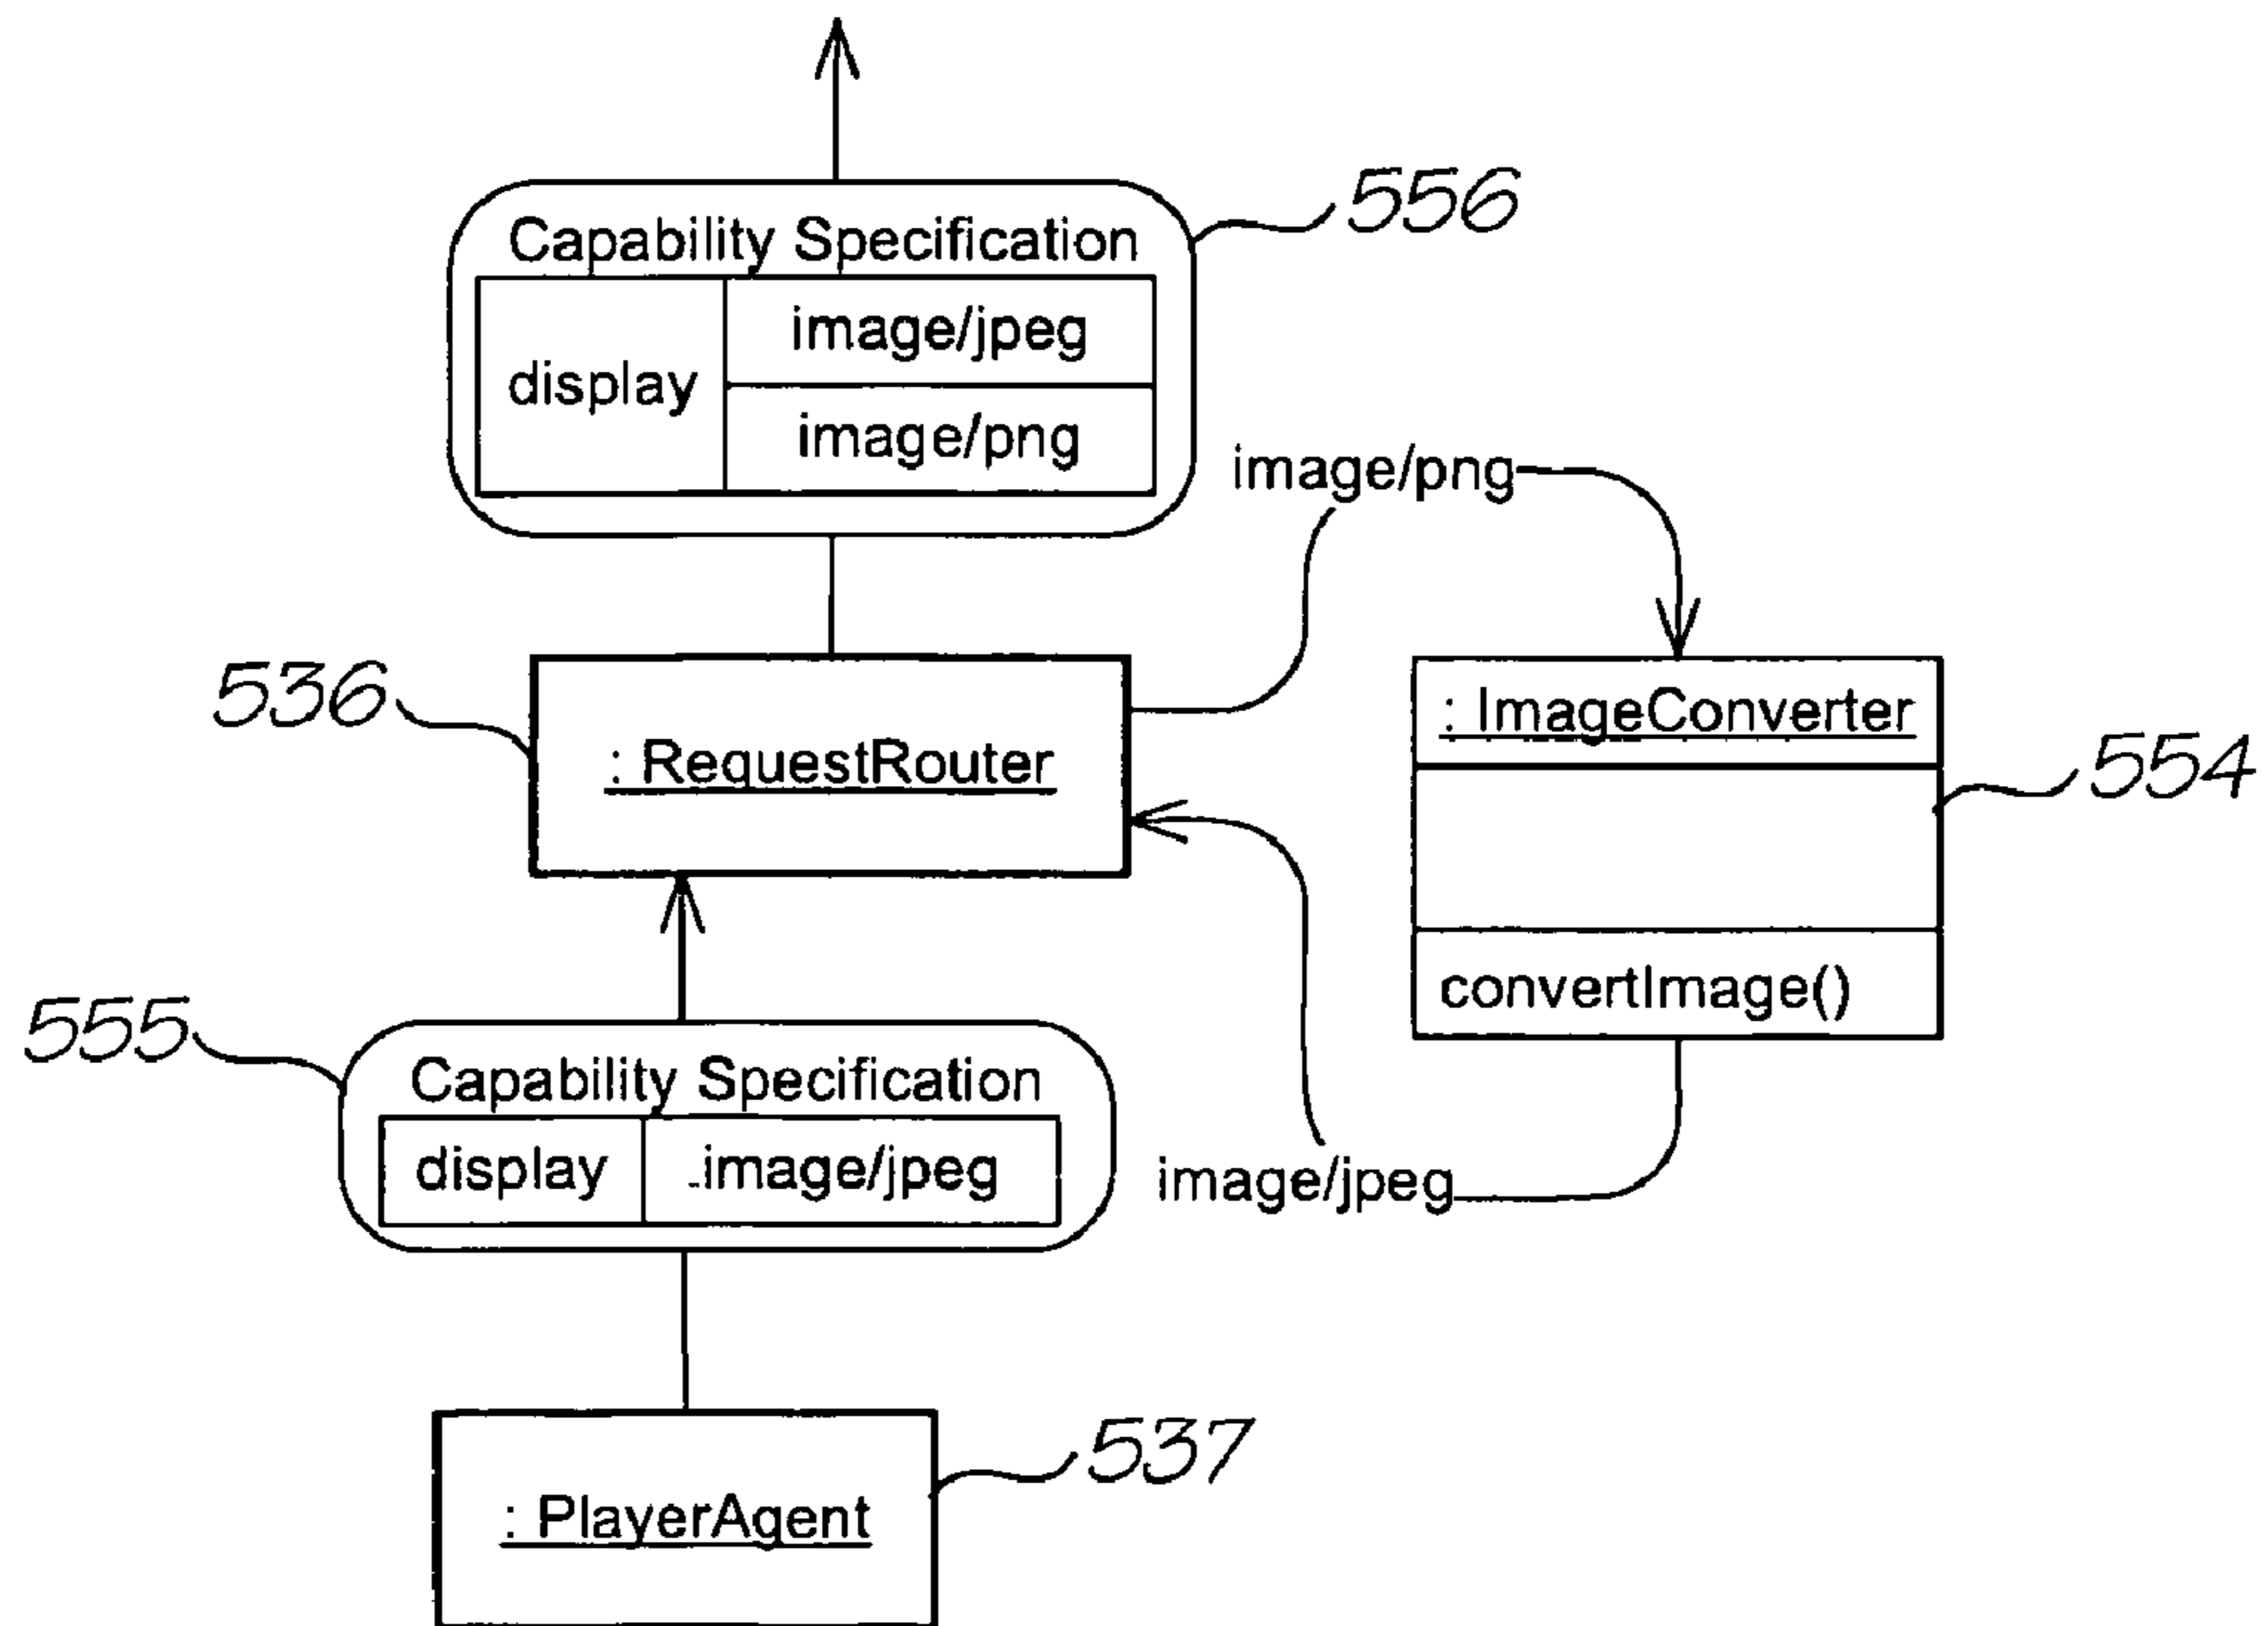 556
Capability Specification
display
image/jpeg
image/png
image/png
536
: RequestRouter
: ImageConverter
554
convertImage()
555
Capability Specification
display
image/jpeg
image/jpeg
537
: PlayerAgent